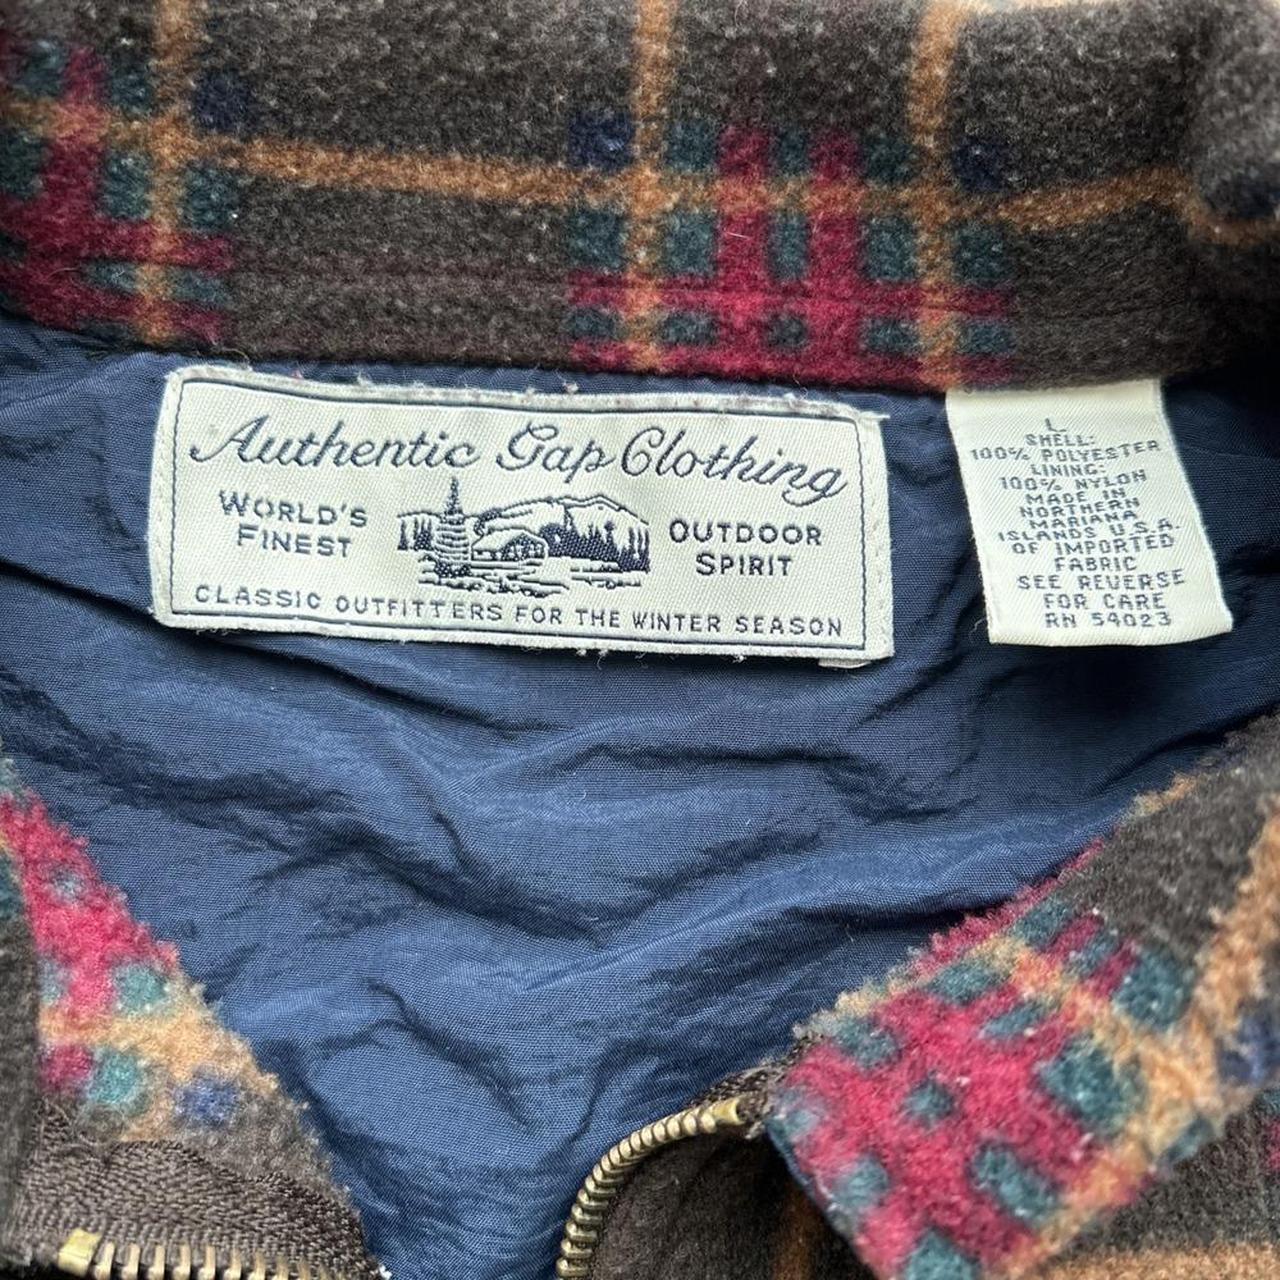 Authentic Gap Clothing
WORLD'S
FINEST
OUTDOOR
SPIRIT
CLASSIC OUTFITTERS FOR THE WINTER SEASON
L
SHELL:
100% POLYESTER
LINING:
100% NYLON
MADE IN
NORTHERN
MARIANA
ISLANDS U.S.A.
OF IMPORTED
FABRIC
SEE REVERSE
FOR CARE
RN 54023